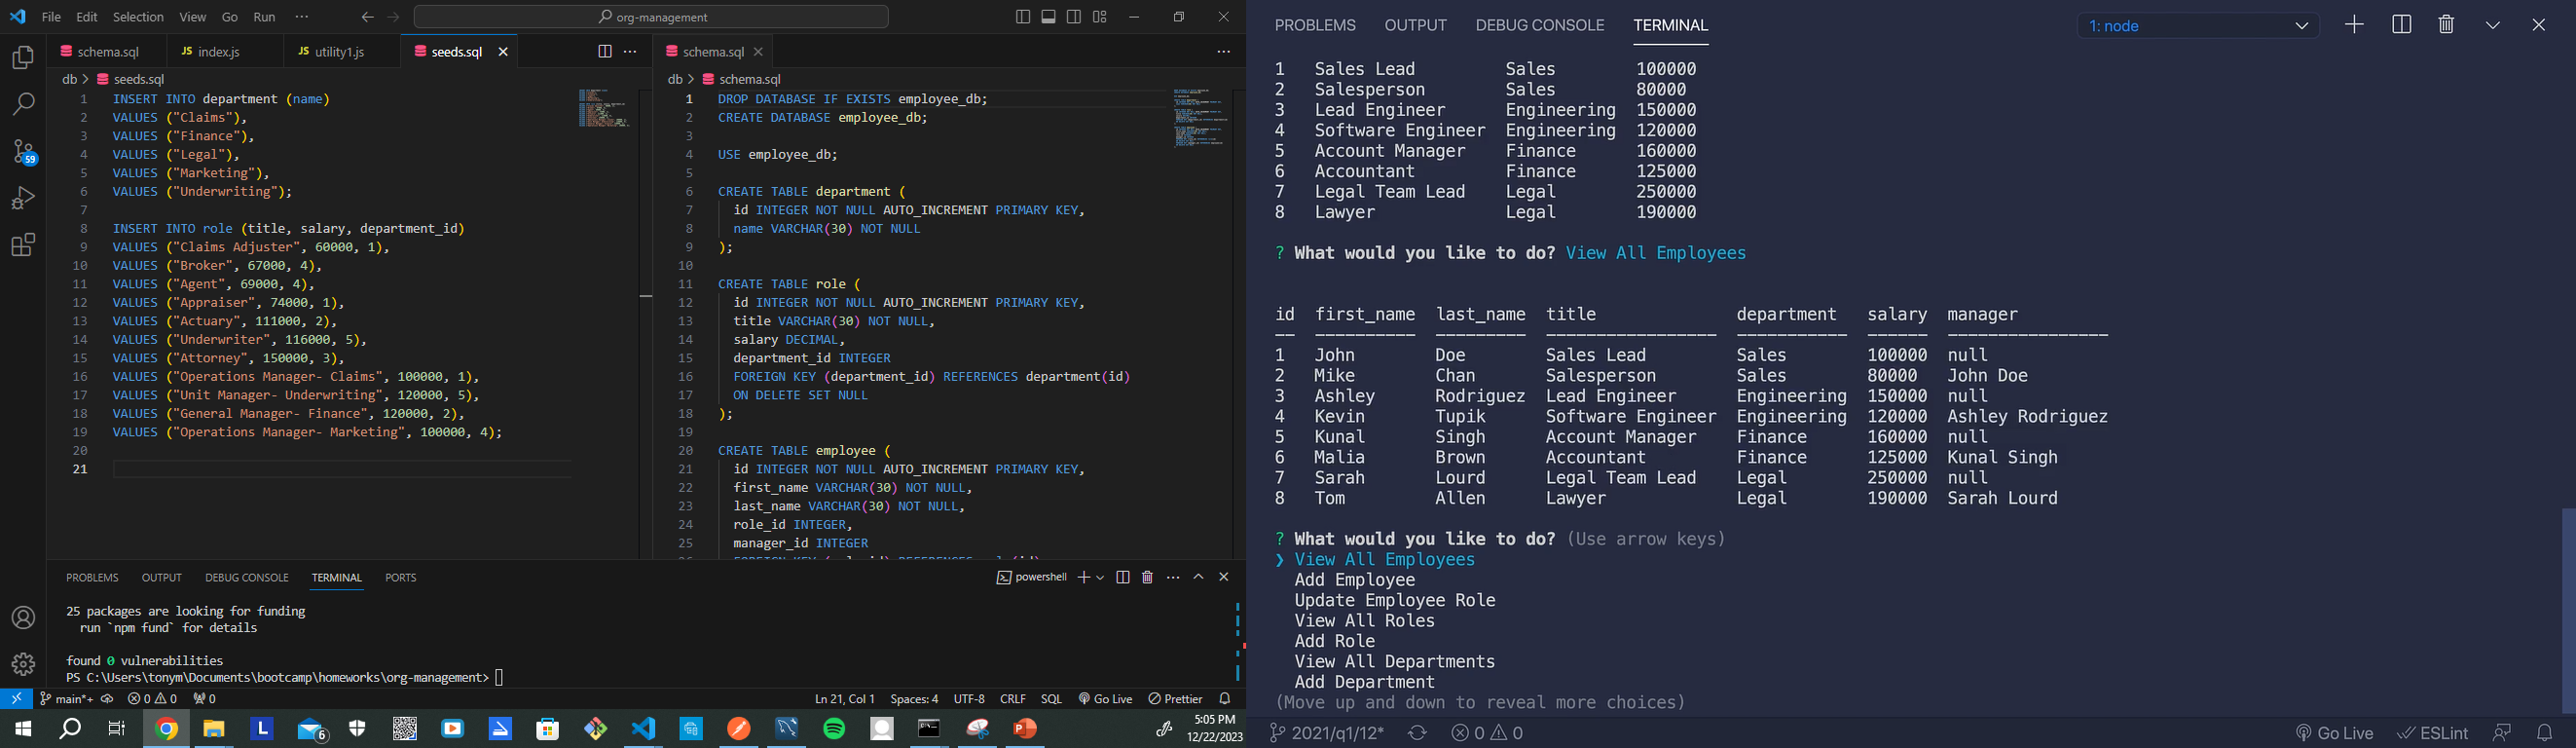 File Edit Selection View Go Run ··· org-management
schema.sql JS index.js JS utility1.js seeds.sql
db > seeds.sql
1 INSERT INTO department (name)
2 VALUES ("Claims"),
3 VALUES ("Finance"),
4 VALUES ("Legal"),
5 VALUES ("Marketing"),
6 VALUES ("Underwriting");
7
8 INSERT INTO role (title, salary, department_id)
9 VALUES ("Claims Adjuster", 60000, 1),
10 VALUES ("Broker", 67000, 4),
11 VALUES ("Agent", 69000, 4),
12 VALUES ("Appraiser", 74000, 1),
13 VALUES ("Actuary", 111000, 2),
14 VALUES ("Underwriter", 116000, 5),
15 VALUES ("Attorney", 150000, 3),
16 VALUES ("Operations Manager- Claims", 100000, 1),
17 VALUES ("Unit Manager- Underwriting", 120000, 5),
18 VALUES ("General Manager- Finance", 120000, 2),
19 VALUES ("Operations Manager- Marketing", 100000, 4);
20
21
59
schema.sql
db > schema.sql
1 DROP DATABASE IF EXISTS employee_db;
2 CREATE DATABASE employee_db;
3
4 USE employee_db;
5
6 CREATE TABLE department (
7 id INTEGER NOT NULL AUTO_INCREMENT PRIMARY KEY,
8 name VARCHAR(30) NOT NULL
9 );
10
11 CREATE TABLE role (
12 id INTEGER NOT NULL AUTO_INCREMENT PRIMARY KEY,
13 title VARCHAR(30) NOT NULL,
14 salary DECIMAL,
15 department_id INTEGER
16 FOREIGN KEY (department_id) REFERENCES department(id)
17 ON DELETE SET NULL
18 );
19
20 CREATE TABLE employee (
21 id INTEGER NOT NULL AUTO_INCREMENT PRIMARY KEY,
22 first_name VARCHAR(30) NOT NULL,
23 last_name VARCHAR(30) NOT NULL,
24 role_id INTEGER,
25 manager_id INTEGER
PROBLEMS OUTPUT DEBUG CONSOLE TERMINAL PORTS powershell
25 packages are looking for funding
run `npm fund` for details
found 0 vulnerabilities
PS C:\Users\tonym\Documents\bootcamp\homeworks\org-management>
main*+ 0 0 0 Ln 21, Col 1 Spaces: 4 UTF-8 CRLF SQL Go Live Prettier
L 6 5:05 PM
12/22/2023
PROBLEMS OUTPUT DEBUG CONSOLE TERMINAL 1: node
1 Sales Lead Sales 100000
2 Salesperson Sales 80000
3 Lead Engineer Engineering 150000
4 Software Engineer Engineering 120000
5 Account Manager Finance 160000
6 Accountant Finance 125000
7 Legal Team Lead Legal 250000
8 Lawyer Legal 190000
? What would you like to do? View All Employees
id first_name last_name title department salary manager
1 John Doe Sales Lead Sales 100000 null
2 Mike Chan Salesperson Sales 80000 John Doe
3 Ashley Rodriguez Lead Engineer Engineering 150000 null
4 Kevin Tupik Software Engineer Engineering 120000 Ashley Rodriguez
5 Kunal Singh Account Manager Finance 160000 null
6 Malia Brown Accountant Finance 125000 Kunal Singh
7 Sarah Lourd Legal Team Lead Legal 250000 null
8 Tom Allen Lawyer Legal 190000 Sarah Lourd
? What would you like to do? (Use arrow keys)
❯ View All Employees
Add Employee
Update Employee Role
View All Roles
Add Role
View All Departments
Add Department
(Move up and down to reveal more choices)
2021/q1/12* 0 0 Go Live ESLint